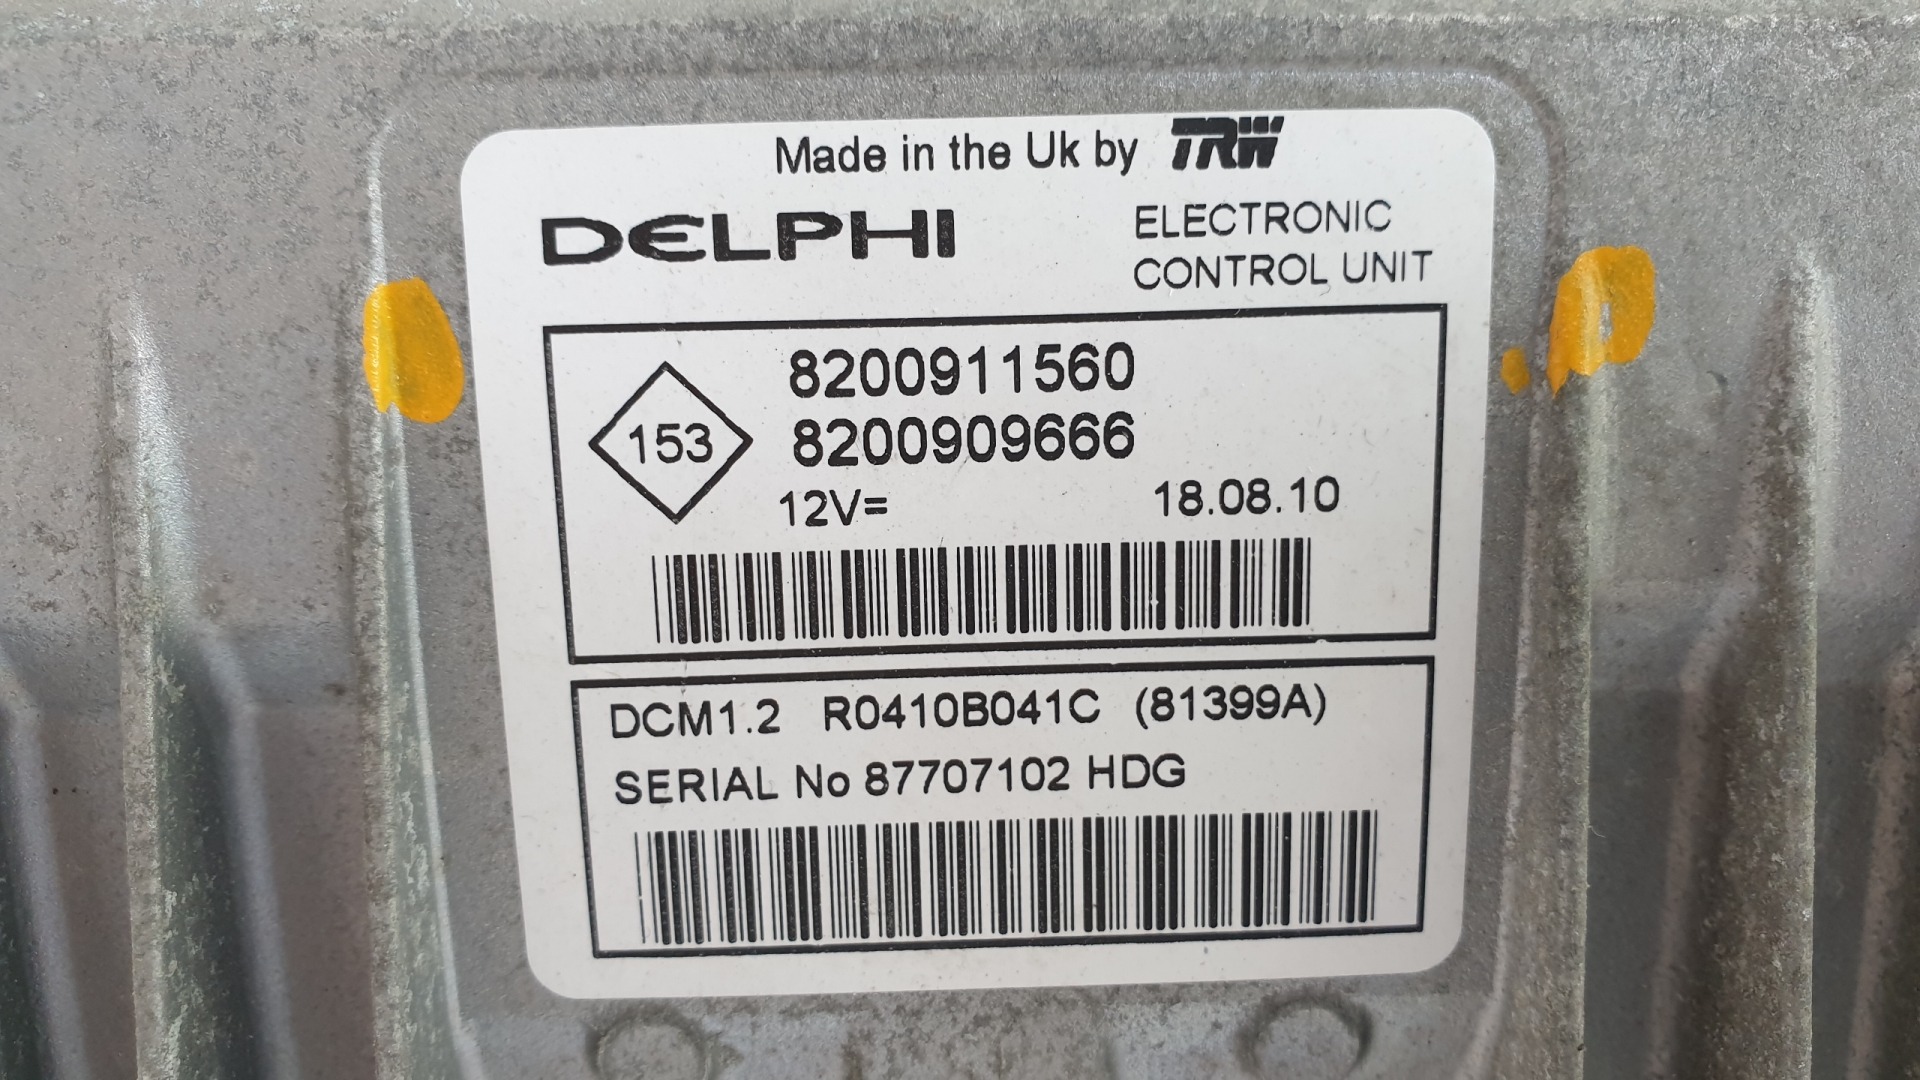 Made in the Uk by TRW
DELPHI
ELECTRONIC
CONTROL UNIT
153
8200911560
8200909666
12V=
18.08.10
DCM1.2 R0410B041C (81399A)
SERIAL No 87707102 HDG